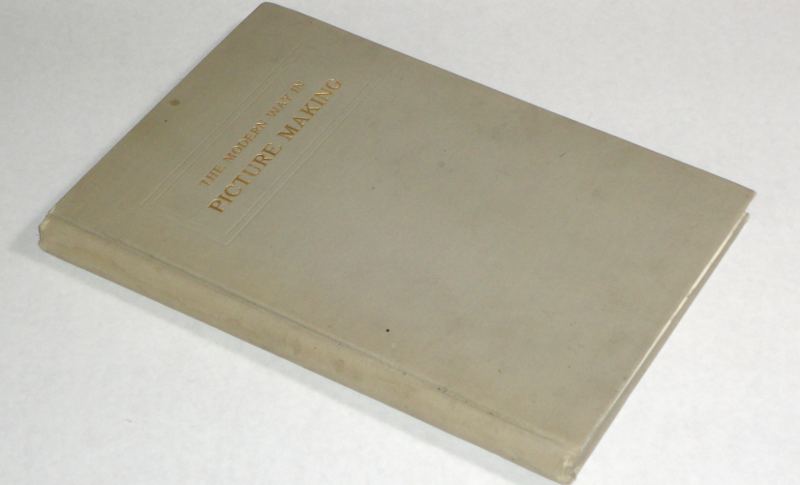 THE MODERN WAY IN
PICTURE MAKING